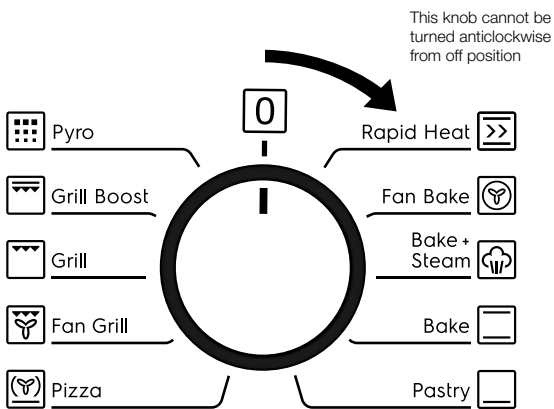 This knob cannot be
turned anticlockwise
from off position
0
Pyro
Rapid Heat
Grill Boost
Fan Bake
Grill
Bake +
Steam
Fan Grill
Bake
Pizza
Pastry